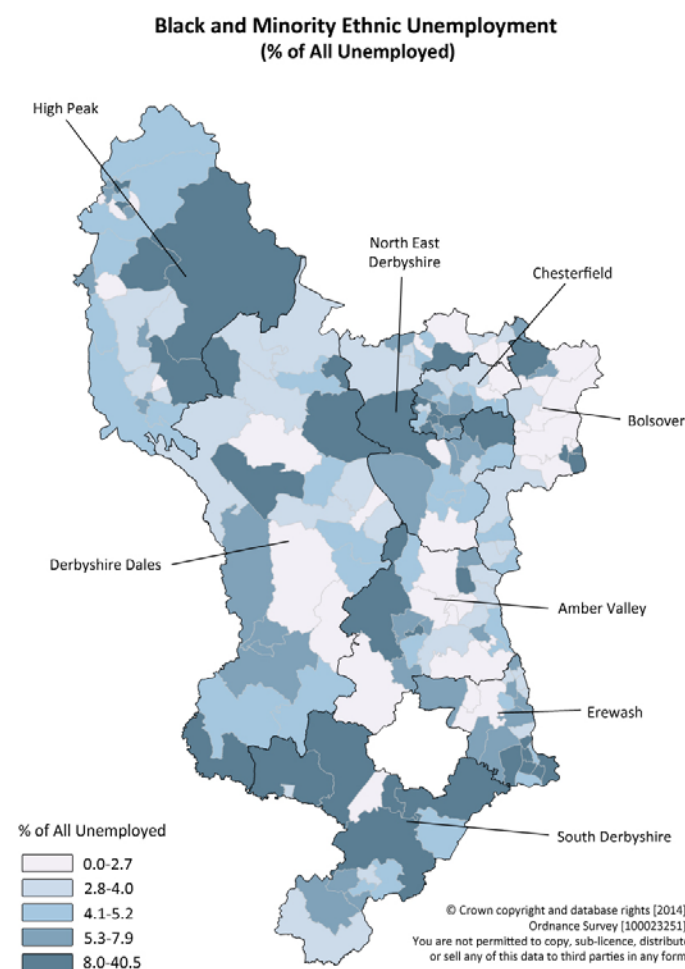 Black and Minority Ethnic Unemployment
(% of All Unemployed)
High Peak
North East
Derbyshire
Chesterfield
Bolsover
Derbyshire Dales
Amber Valley
Erewash
South Derbyshire
% of All Unemployed
0.0-2.7
2.8-4.0
4.1-5.2
5.3-7.9
8.0-40.5
© Crown copyright and database rights [2014]
Ordnance Survey [100023251]
You are not permitted to copy, sub-licence, distribute
or sell any of this data to third parties in any form